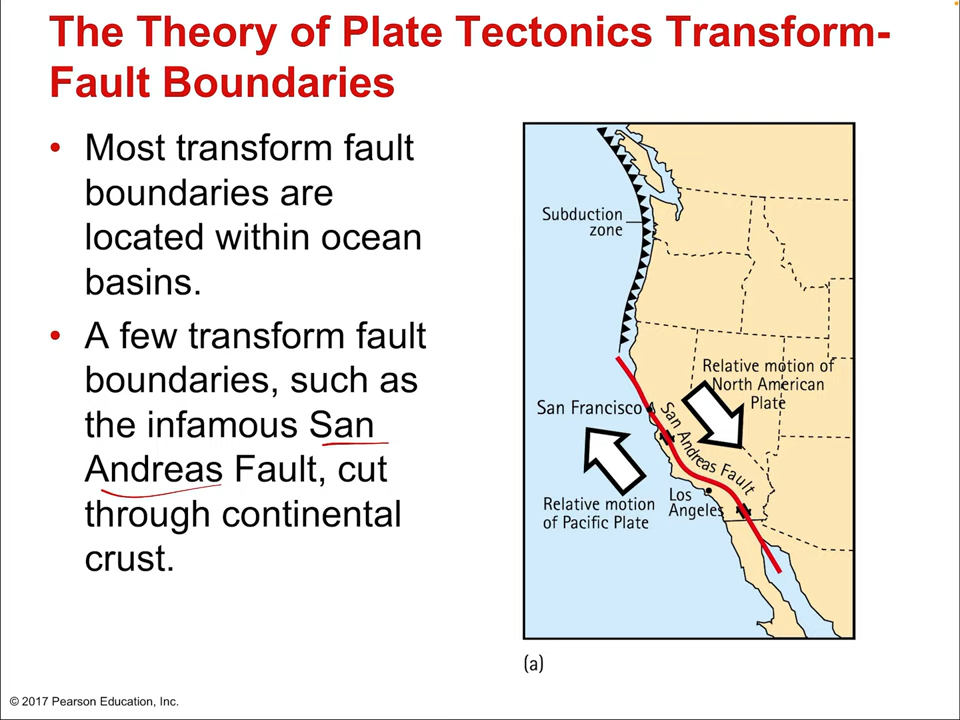 The Theory of Plate Tectonics Transform-
Fault Boundaries
• Most transform fault
boundaries are
located within ocean
basins.
• A few transform fault
boundaries, such as
the infamous San
Andreas Fault, cut
through continental
crust.
Subduction
zone
Relative motion of
North American
Plate
San Francisco
San Andreas Fault
Los
Angeles
Relative motion
of Pacific Plate
(a)
© 2017 Pearson Education, Inc.